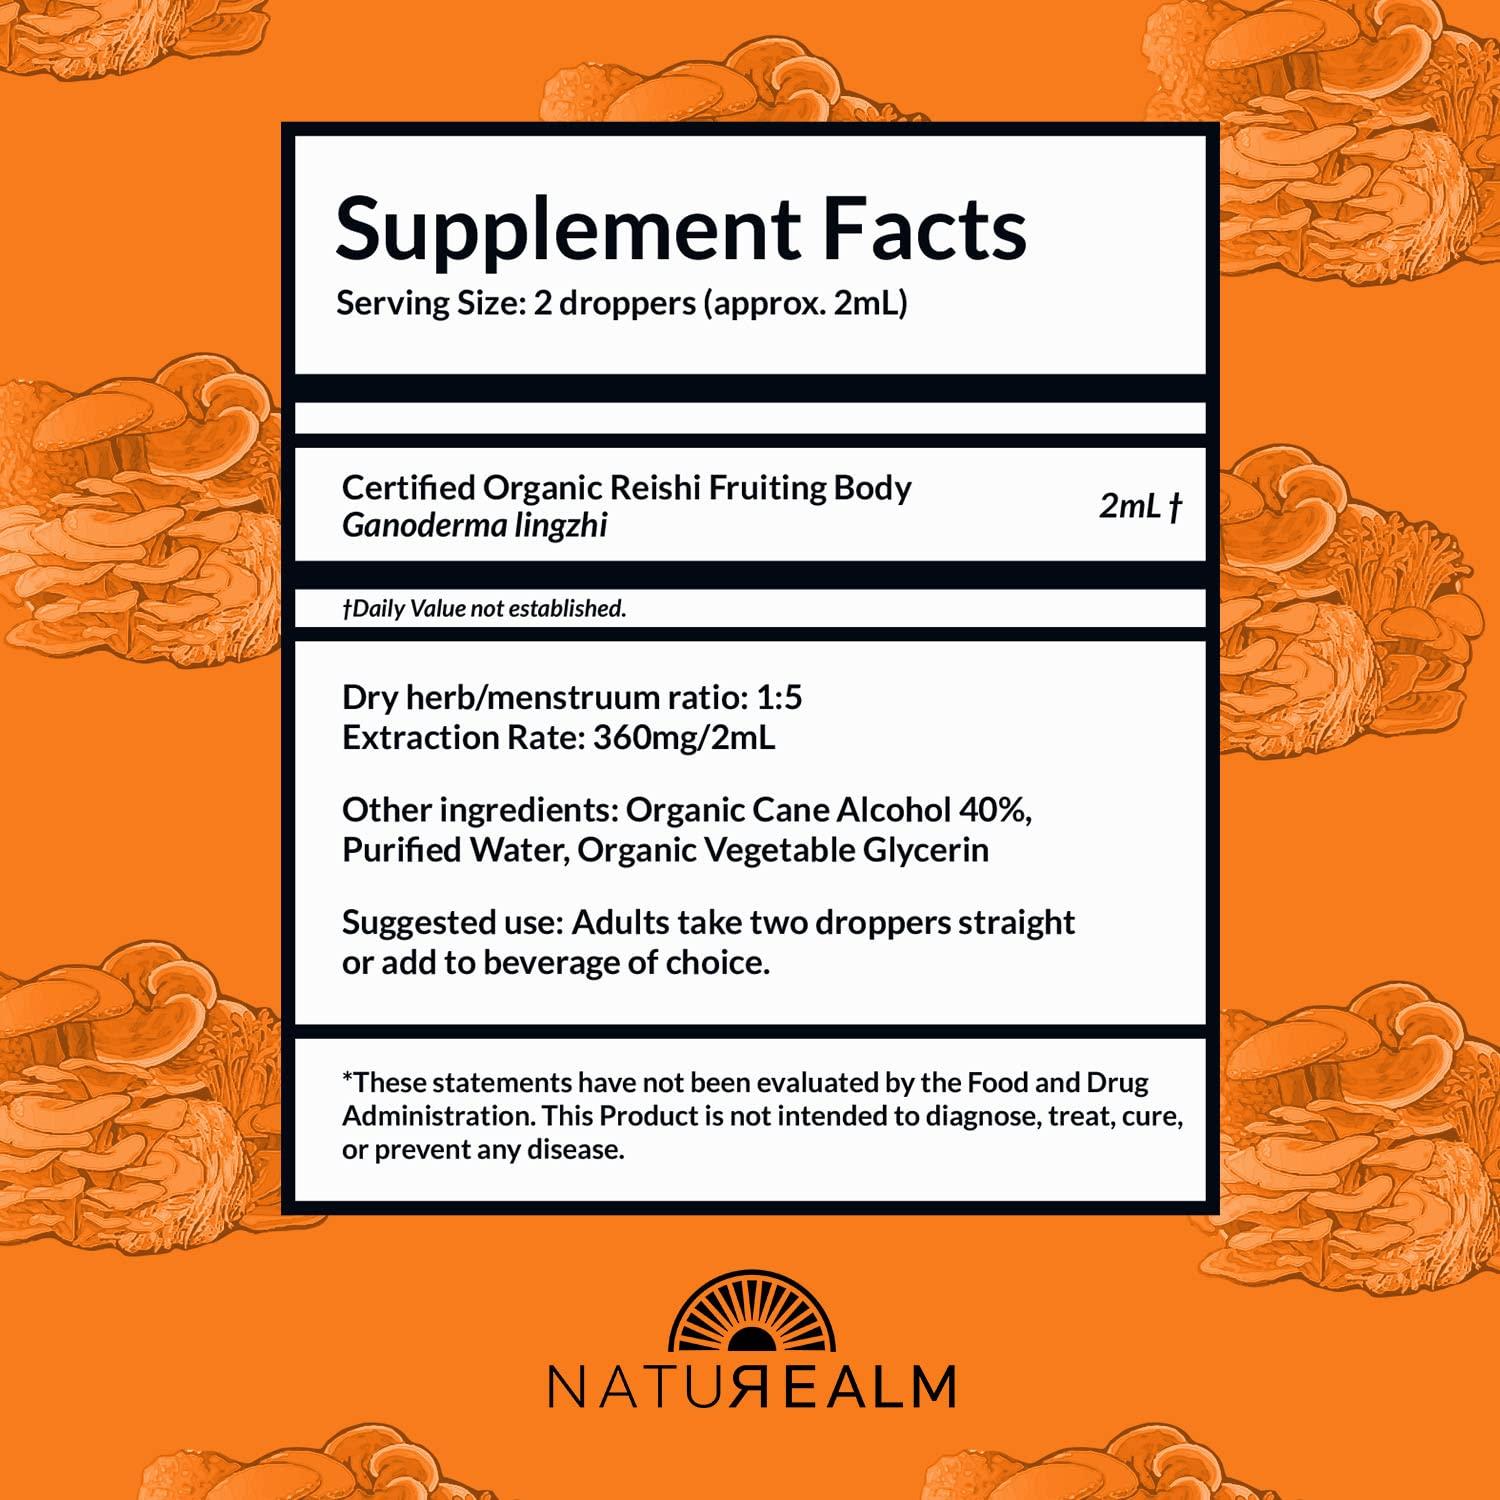 Supplement Facts
Serving Size: 2 droppers (approx. 2mL)
Certified Organic Reishi Fruiting Body
Ganoderma lingzhi
2mL †
†Daily Value not established.
Dry herb/menstruum ratio: 1:5
Extraction Rate: 360mg/2mL
Other ingredients: Organic Cane Alcohol 40%,
Purified Water, Organic Vegetable Glycerin
Suggested use: Adults take two droppers straight
or add to beverage of choice.
*These statements have not been evaluated by the Food and Drug
Administration. This Product is not intended to diagnose, treat, cure,
or prevent any disease.
NATUREALM